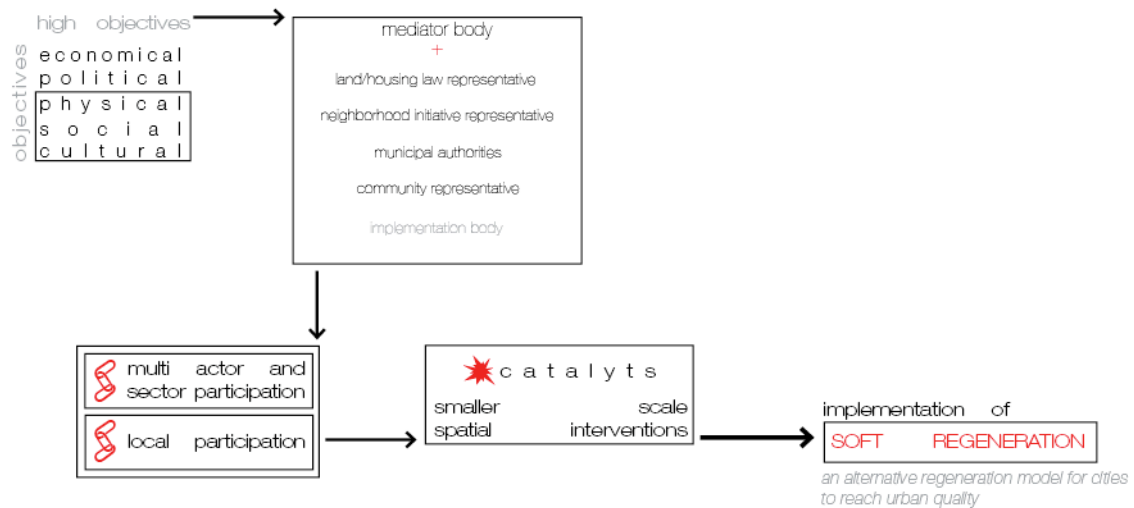 high objectives
objectives
economical
political
physical
social
cultural
mediator body
+
land/housing law representative
neighborhood initiative representative
municipal authorities
community representative
implementation body
multi actor and
sector participation
local participation
catalyts
smaller scale
spatial interventions
implementation of
SOFT REGENERATION
an alternative regeneration model for cities
to reach urban quality